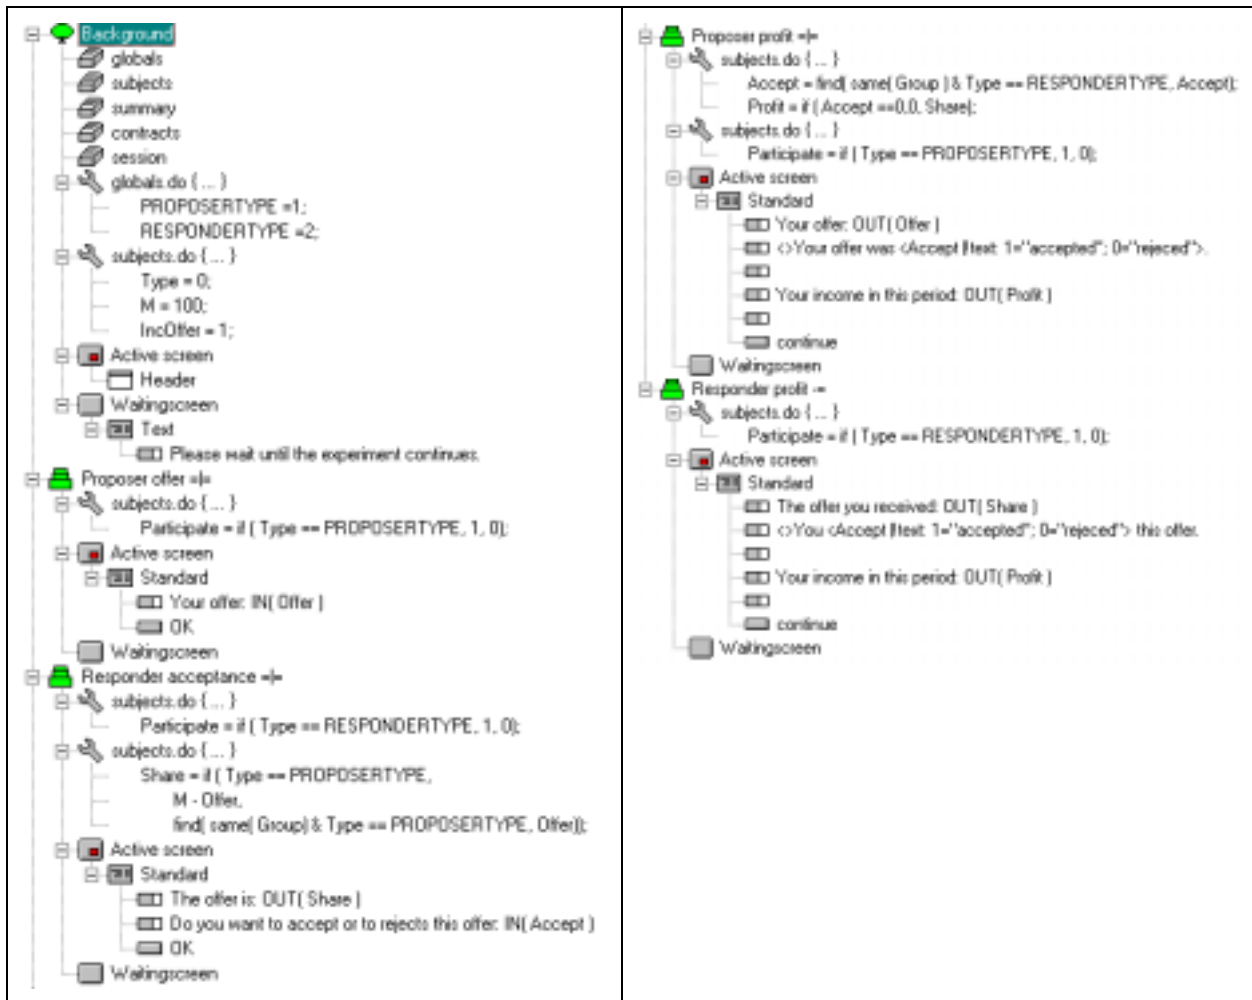 Background
globals
subjects
summary
contracts
session
globals.do { ... }
PROPOSERTYPE =1;
RESPONDERTYPE =2;
subjects.do { ... }
Type = 0;
M = 100;
IncOffer = 1;
Active screen
Header
Waitingscreen
Text
Please wait until the experiment continues.
Proposer offer =|=
subjects.do { ... }
Participate = if ( Type == PROPOSERTYPE, 1, 0);
Active screen
Standard
Your offer: IN( Offer )
OK
Waitingscreen
Responder acceptance =|=
subjects.do { ... }
Participate = if ( Type == RESPONDERTYPE, 1, 0);
subjects.do { ... }
Share = if ( Type == PROPOSERTYPE,
M - Offer,
find( same( Group) & Type == PROPOSERTYPE, Offer));
Active screen
Standard
The offer is: OUT( Share )
Do you want to accept or to rejects this offer: IN( Accept )
OK
Waitingscreen
Proposer profit =|=
subjects.do { ... }
Accept = find( same( Group ) & Type == RESPONDERTYPE, Accept);
Profit = if ( Accept ==0,0, Share);
subjects.do { ... }
Participate = if ( Type == PROPOSERTYPE, 1, 0);
Active screen
Standard
Your offer: OUT( Offer )
<>Your offer was <Accept |!text: 1="accepted"; 0="rejeced">.
Your income in this period: OUT( Profit )
continue
Waitingscreen
Responder profit -=
subjects.do { ... }
Participate = if ( Type == RESPONDERTYPE, 1, 0);
Active screen
Standard
The offer you received: OUT( Share )
<>You <Accept |!text: 1="accepted"; 0="rejeced"> this offer.
Your income in this period: OUT( Profit )
continue
Waitingscreen